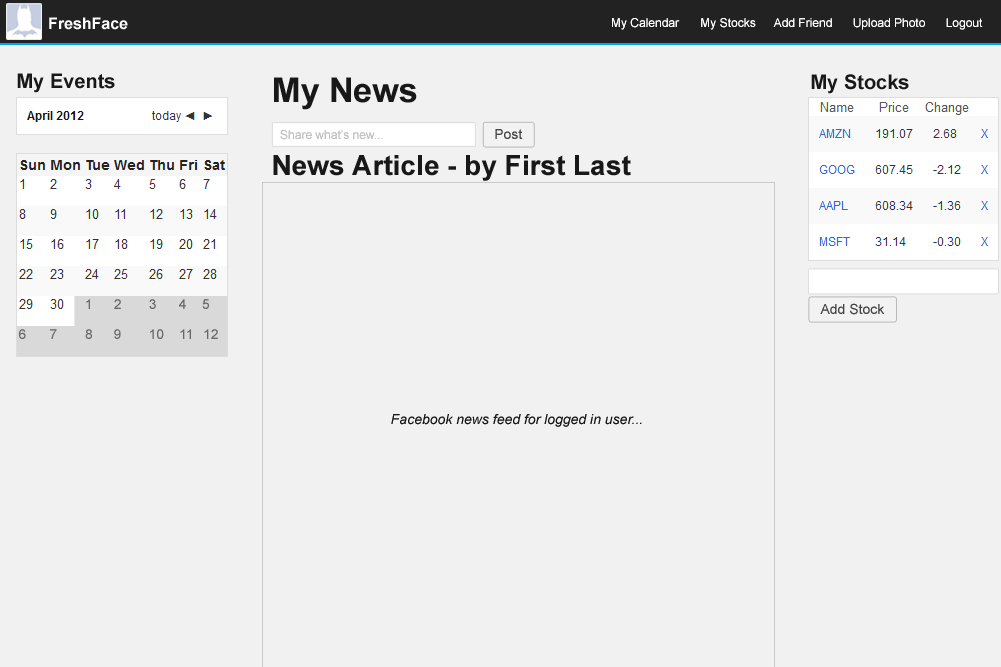 FreshFace
My Calendar My Stocks Add Friend Upload Photo Logout
My Events
April 2012 today ◄ ►
Sun Mon Tue Wed Thu Fri Sat
1 2 3 4 5 6 7
8 9 10 11 12 13 14
15 16 17 18 19 20 21
22 23 24 25 26 27 28
29 30 1 2 3 4 5
6 7 8 9 10 11 12
My News
Share what's new...
Post
News Article - by First Last
Facebook news feed for logged in user...
My Stocks
Name Price Change
AMZN 191.07 2.68 X
GOOG 607.45 -2.12 X
AAPL 608.34 -1.36 X
MSFT 31.14 -0.30 X
Add Stock